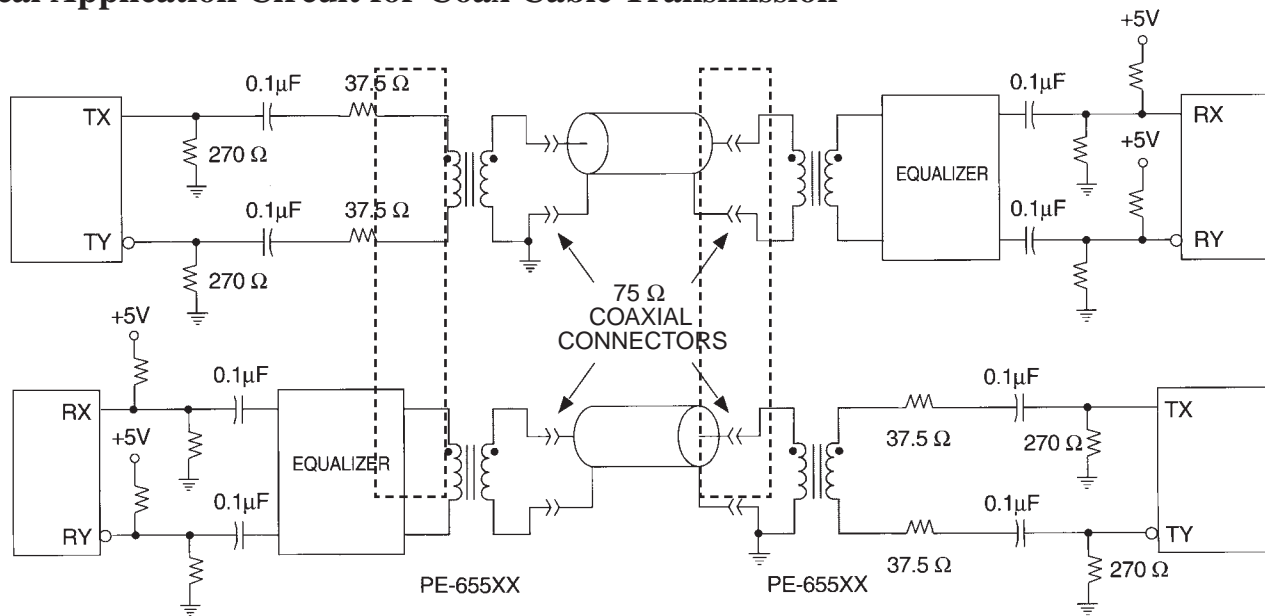 cal Application Circuit for Coax Cable Transmission
+5V
0.1µF
37.5 Ω
0.1µF
+5V
TX
RX
270 Ω
EQUALIZER
0.1µF
37.5 Ω
0.1µF
TY
RY
270 Ω
75 Ω
COAXIAL
CONNECTORS
+5V
0.1µF
0.1µF
RX
TX
+5V
37.5 Ω
270 Ω
EQUALIZER
0.1µF
0.1µF
RY
TY
37.5 Ω
270 Ω
PE-655XX
PE-655XX